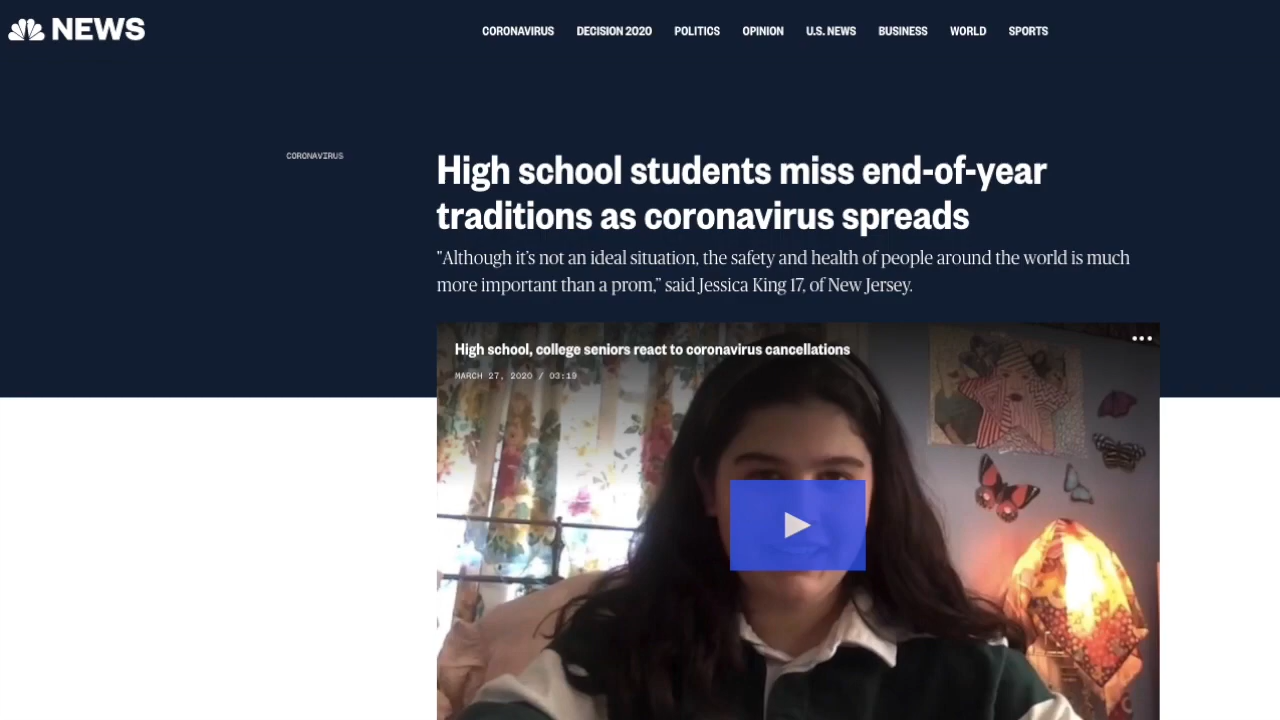 NEWS
CORONAVIRUS DECISION 2020 POLITICS OPINION U.S. NEWS BUSINESS WORLD SPORTS
CORONAVIRUS
High school students miss end-of-year
traditions as coronavirus spreads
"Although it's not an ideal situation, the safety and health of people around the world is much
more important than a prom," said Jessica King 17, of New Jersey.
High school, college seniors react to coronavirus cancellations
MARCH 27, 2020 / 03:19